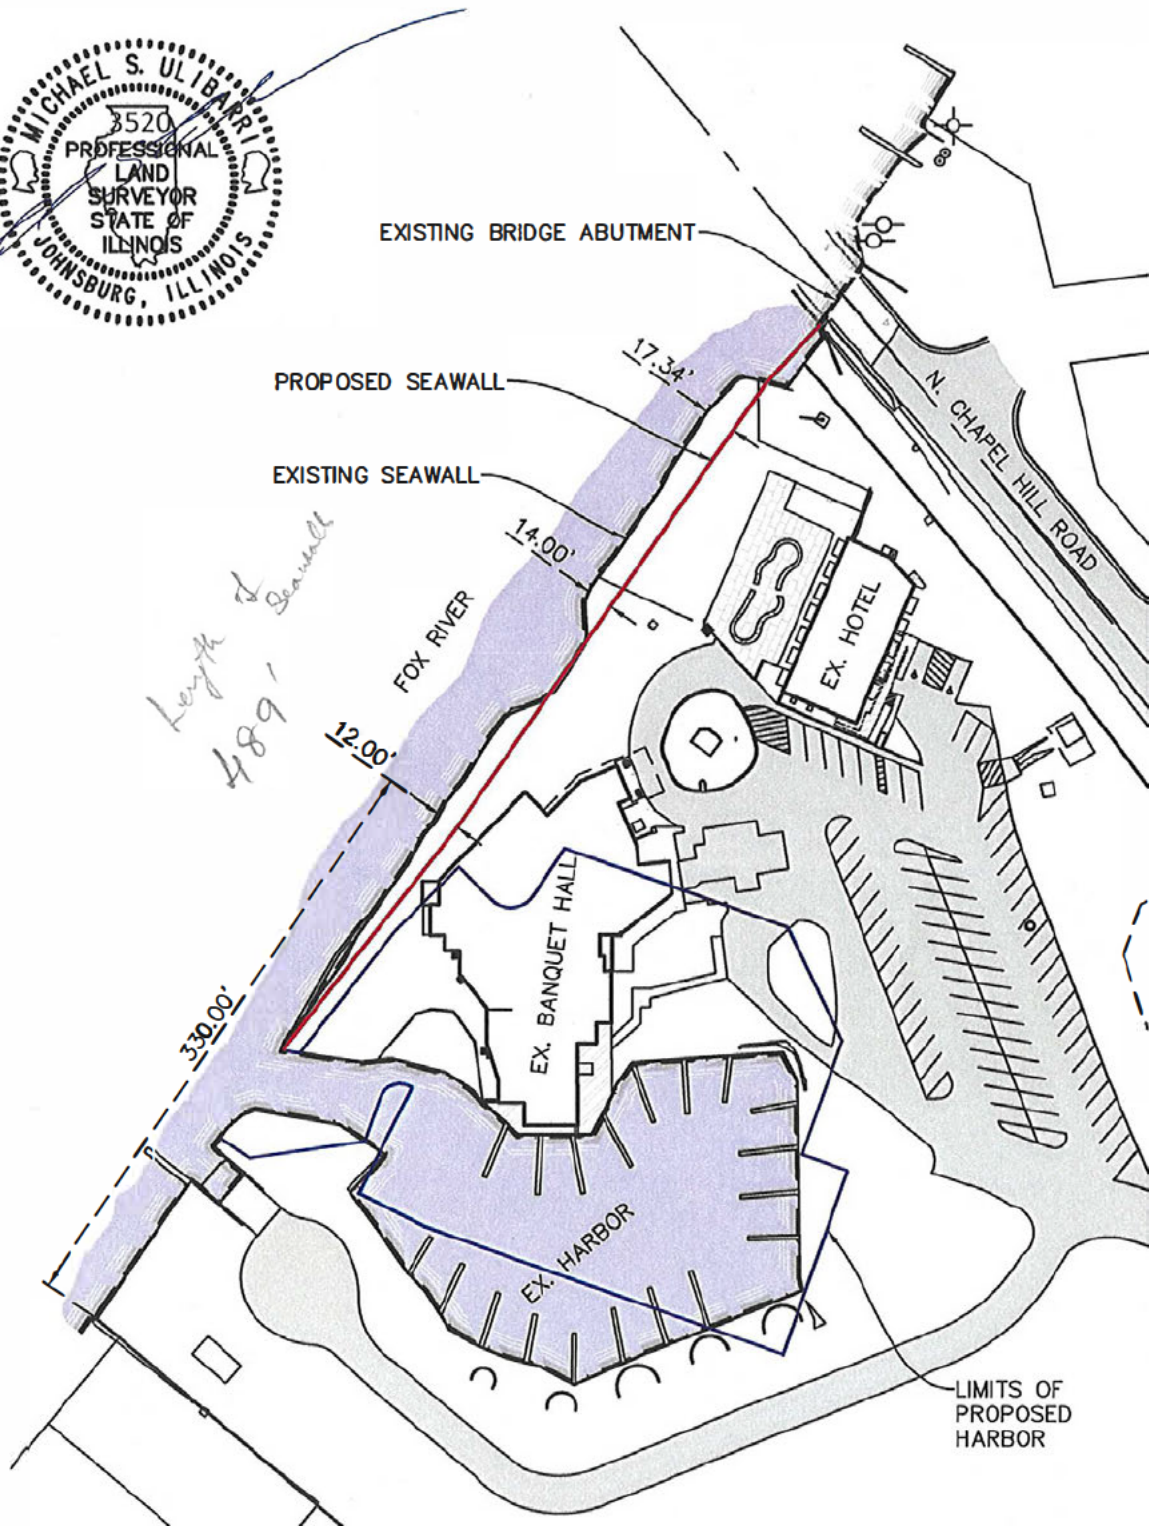 MICHAEL S. ULIBARRI
3520
PROFESSIONAL
LAND
SURVEYOR
STATE OF
ILLINOIS
JOHNSBURG, ILLINOIS
EXISTING BRIDGE ABUTMENT
17.34'
PROPOSED SEAWALL
N. CHAPEL HILL ROAD
EXISTING SEAWALL
14.00'
Length of Seawall
489'
FOX RIVER
EX. HOTEL
12.00'
EX. BANQUET HALL
330.00'
EX. HARBOR
LIMITS OF
PROPOSED
HARBOR